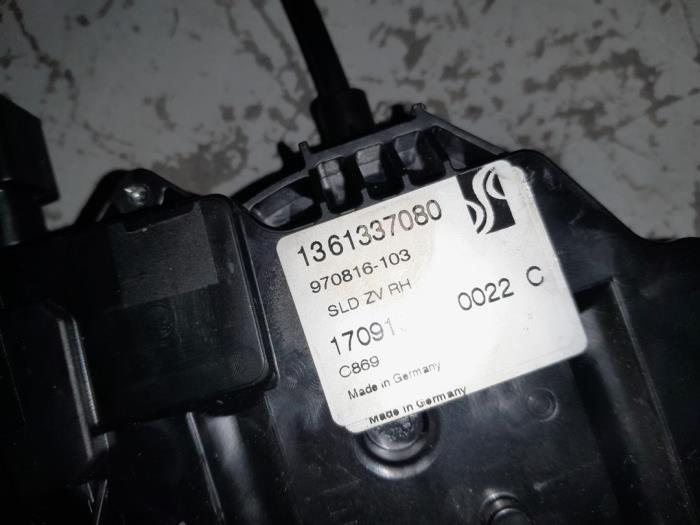 1361337080
970816-103
SLD ZV RH
0022 C
C869
Made in Germany
Made in Germany